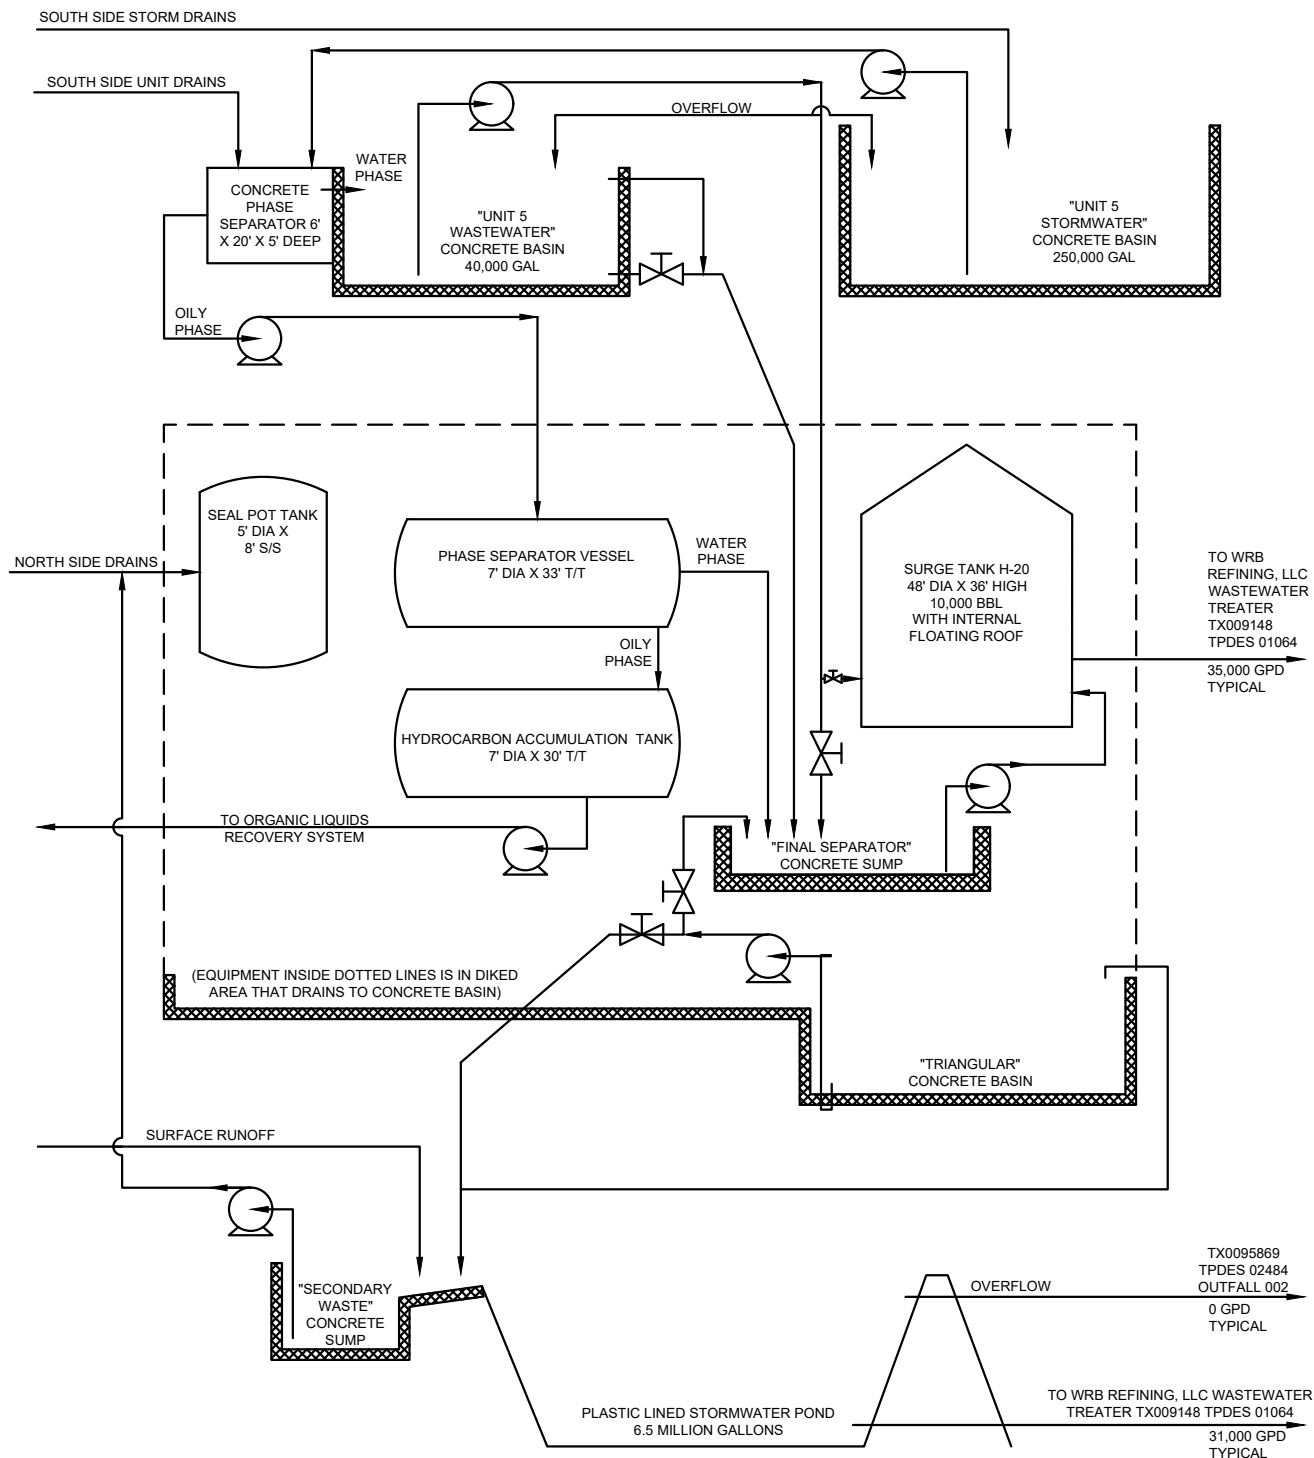 SOUTH SIDE STORM DRAINS
SOUTH SIDE UNIT DRAINS
OVERFLOW
WATER
PHASE
CONCRETE
PHASE
SEPARATOR 6'
X 20' X 5' DEEP
"UNIT 5
WASTEWATER"
CONCRETE BASIN
40,000 GAL
"UNIT 5
STORMWATER"
CONCRETE BASIN
250,000 GAL
OILY
PHASE
SEAL POT TANK
5' DIA X
8' S/S
NORTH SIDE DRAINS
PHASE SEPARATOR VESSEL
7' DIA X 33' T/T
WATER
PHASE
SURGE TANK H-20
48' DIA X 36' HIGH
10,000 BBL
WITH INTERNAL
FLOATING ROOF
TO WRB
REFINING, LLC
WASTEWATER
TREATER
TX009148
TPDES 01064
35,000 GPD
TYPICAL
OILY
PHASE
HYDROCARBON ACCUMULATION TANK
7' DIA X 30' T/T
TO ORGANIC LIQUIDS
RECOVERY SYSTEM
"FINAL SEPARATOR"
CONCRETE SUMP
(EQUIPMENT INSIDE DOTTED LINES IS IN DIKED
AREA THAT DRAINS TO CONCRETE BASIN)
"TRIANGULAR"
CONCRETE BASIN
SURFACE RUNOFF
"SECONDARY
WASTE"
CONCRETE
SUMP
OVERFLOW
TX0095869
TPDES 02484
OUTFALL 002
0 GPD
TYPICAL
PLASTIC LINED STORMWATER POND
6.5 MILLION GALLONS
TO WRB REFINING, LLC WASTEWATER
TREATER TX009148 TPDES 01064
31,000 GPD
TYPICAL